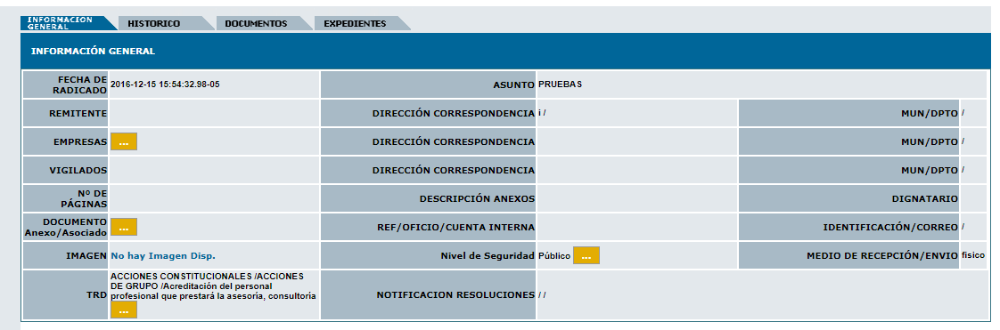 INFORMACION
GENERAL
HISTORICO
DOCUMENTOS
EXPEDIENTES
INFORMACIÓN GENERAL
FECHA DE
RADICADO
2016-12-15 15:54:32.98-05
ASUNTO
PRUEBAS
REMITENTE
DIRECCIÓN CORRESPONDENCIA
i /
MUN/DPTO
/
EMPRESAS
...
DIRECCIÓN CORRESPONDENCIA
MUN/DPTO
/
VIGILADOS
DIRECCIÓN CORRESPONDENCIA
MUN/DPTO
/
Nº DE
PÁGINAS
DESCRIPCIÓN ANEXOS
DIGNATARIO
DOCUMENTO
Anexo/Asociado
...
REF/OFICIO/CUENTA INTERNA
IDENTIFICACIÓN/CORREO
/
IMAGEN
No hay Imagen Disp.
Nivel de Seguridad
Público
...
MEDIO DE RECEPCIÓN/ENVIO
fisico
TRD
ACCIONES CONSTITUCIONALES /ACCIONES
DE GRUPO /Acreditación del personal
profesional que prestará la asesoría, consultoría
...
NOTIFICACION RESOLUCIONES
/ /